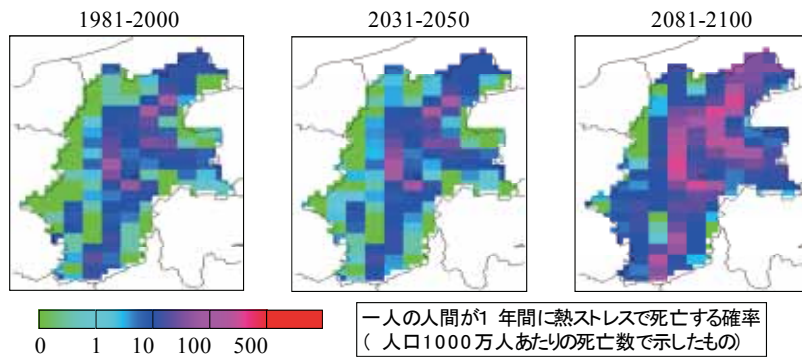 1981-2000
2031-2050
2081-2100
0 1 10 100 500
一人の人間が1 年間に熱ストレスで死亡する確率
( 人口1000万人あたりの死亡数で示したもの)